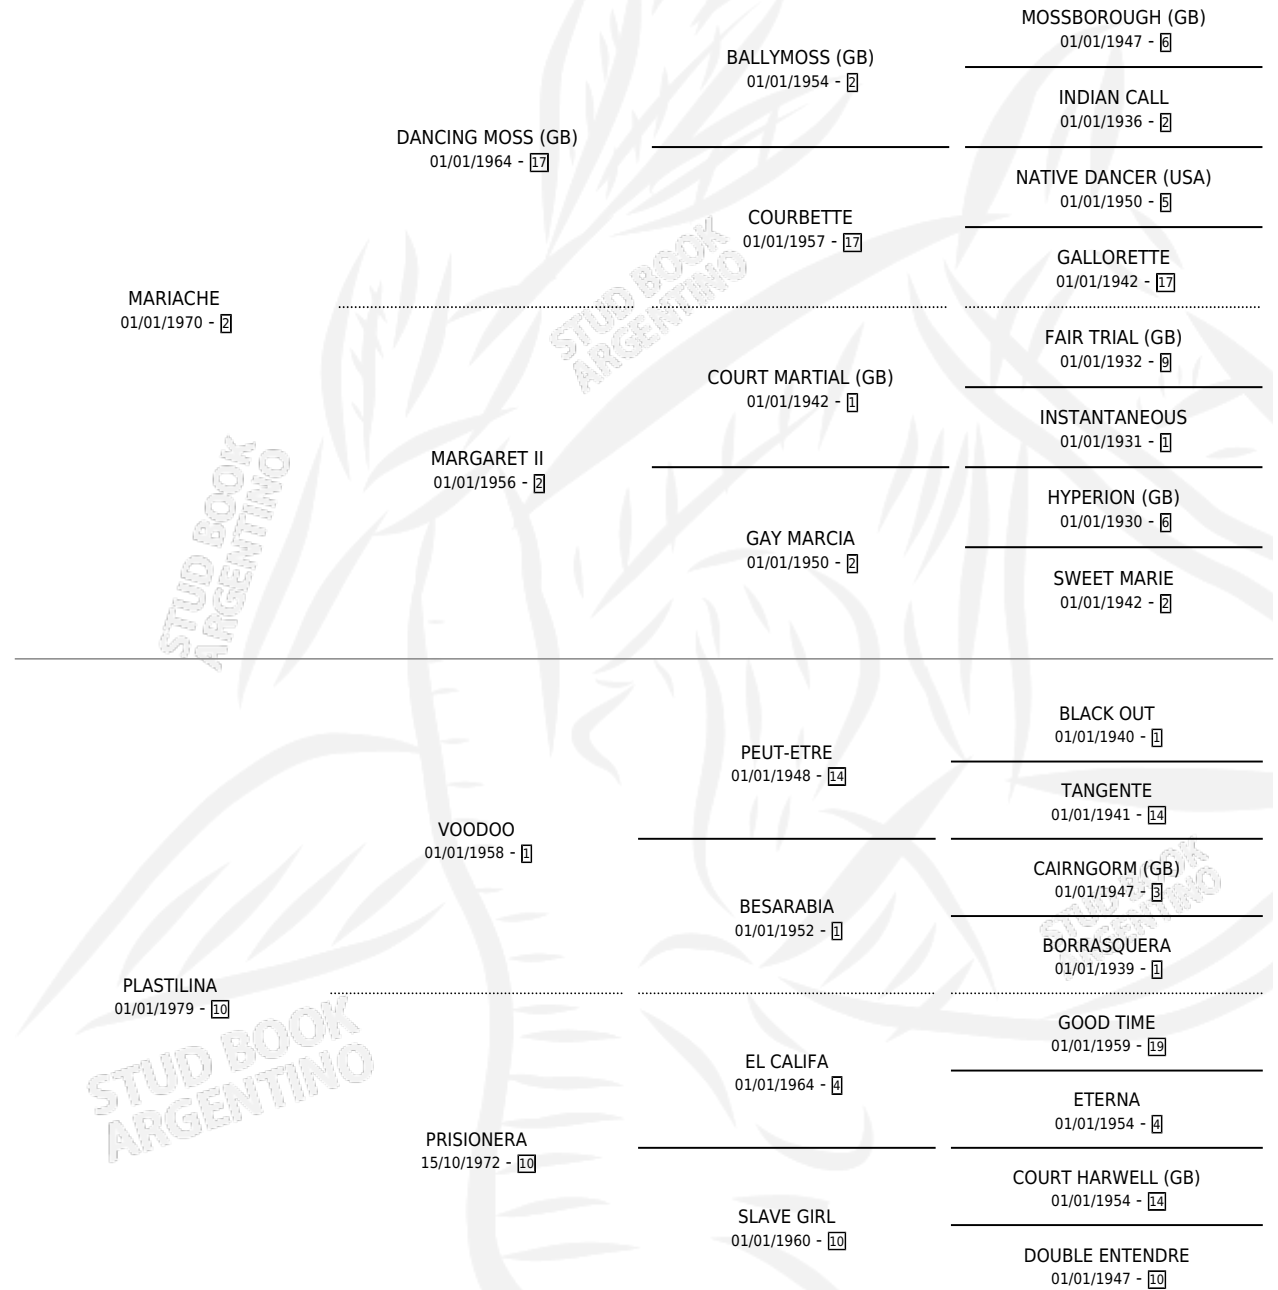 MOSSBOROUGH (GB)
01/01/1947 - 6
BALLYMOSS (GB)
01/01/1954 - 2
INDIAN CALL
01/01/1936 - 2
DANCING MOSS (GB)
01/01/1964 - 17
NATIVE DANCER (USA)
01/01/1950 - 5
COURBETTE
01/01/1957 - 17
GALLORETTE
01/01/1942 - 17
MARIACHE
01/01/1970 - 2
FAIR TRIAL (GB)
01/01/1932 - 9
COURT MARTIAL (GB)
01/01/1942 - 1
INSTANTANEOUS
01/01/1931 - 1
MARGARET II
01/01/1956 - 2
HYPERION (GB)
01/01/1930 - 6
GAY MARCIA
01/01/1950 - 2
SWEET MARIE
01/01/1942 - 2
BLACK OUT
01/01/1940 - 1
PEUT-ETRE
01/01/1948 - 14
TANGENTE
01/01/1941 - 14
VOODOO
01/01/1958 - 1
CAIRNGORM (GB)
01/01/1947 - 3
BESARABIA
01/01/1952 - 1
BORRASQUERA
01/01/1939 - 1
PLASTILINA
01/01/1979 - 10
GOOD TIME
01/01/1959 - 19
EL CALIFA
01/01/1964 - 4
ETERNA
01/01/1954 - 4
PRISIONERA
15/10/1972 - 10
COURT HARWELL (GB)
01/01/1954 - 14
SLAVE GIRL
01/01/1960 - 10
DOUBLE ENTENDRE
01/01/1947 - 10
STUD BOOK
ARGENTINO
STUD BOOK
ARGENTINO
STUD BOOK
ARGENTINO
STUD BOOK
ARGENTINO